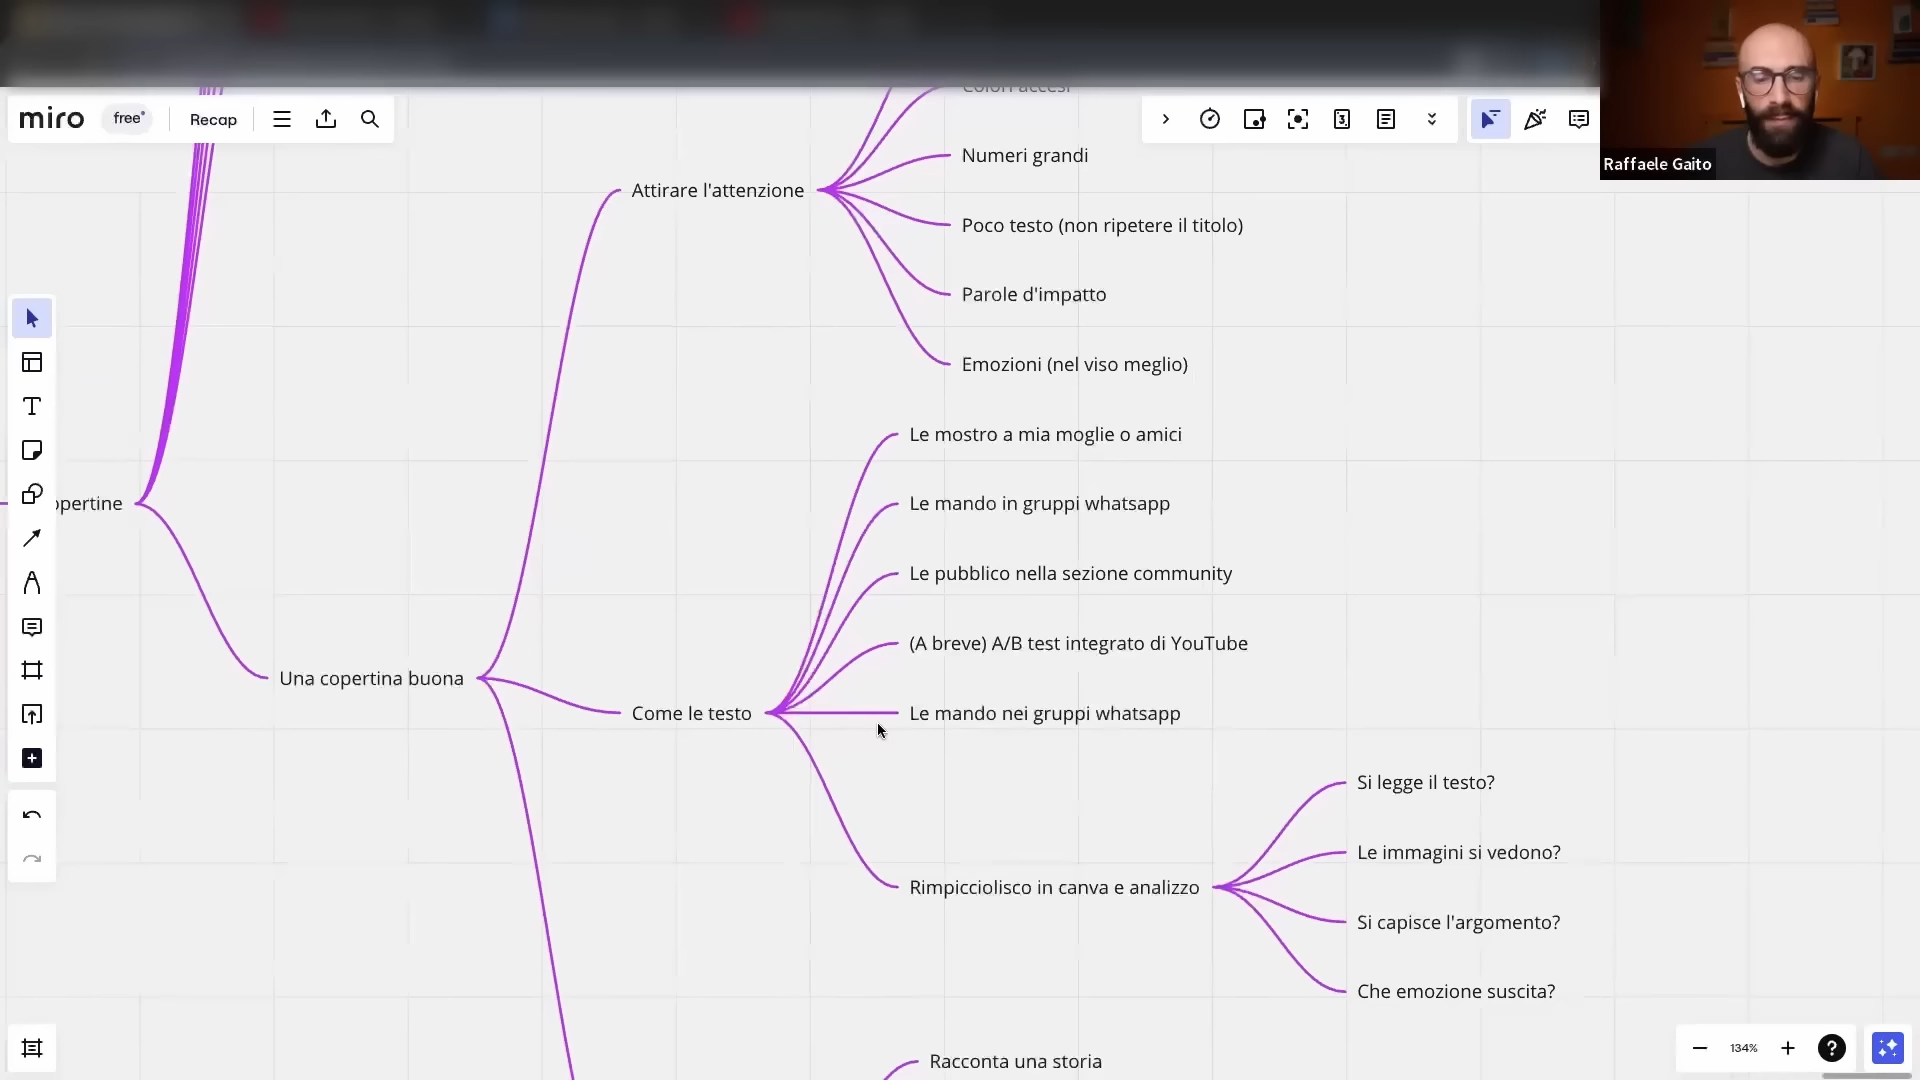 Colori accesi
miro
free
Recap
Raffaele Gaito
Numeri grandi
Attirare l'attenzione
Poco testo (non ripetere il titolo)
Parole d'impatto
Emozioni (nel viso meglio)
Le mostro a mia moglie o amici
opertine
Le mando in gruppi whatsapp
Le pubblico nella sezione community
(A breve) A/B test integrato di YouTube
Una copertina buona
Come le testo
Le mando nei gruppi whatsapp
Si legge il testo?
Le immagini si vedono?
Rimpicciolisco in canva e analizzo
Si capisce l'argomento?
Che emozione suscita?
Racconta una storia
134%